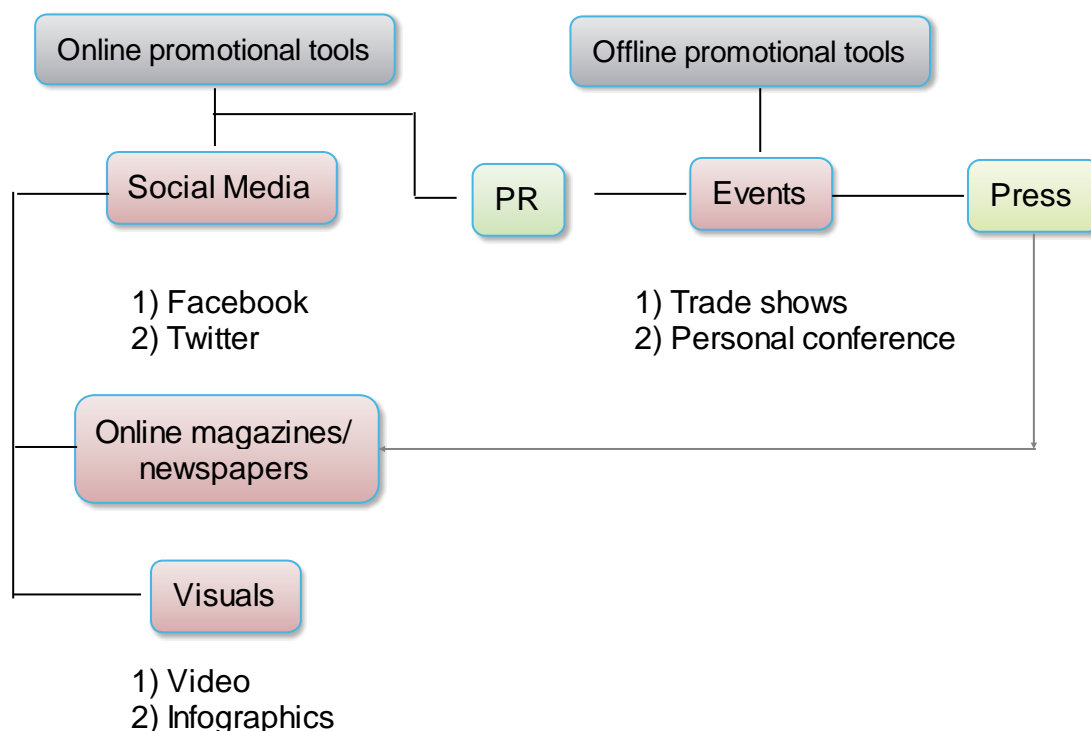 Online promotional tools
Offline promotional tools
Social Media
PR
Events
Press
1) Facebook
2) Twitter
1) Trade shows
2) Personal conference
Online magazines/
newspapers
Visuals
1) Video
2) Infographics